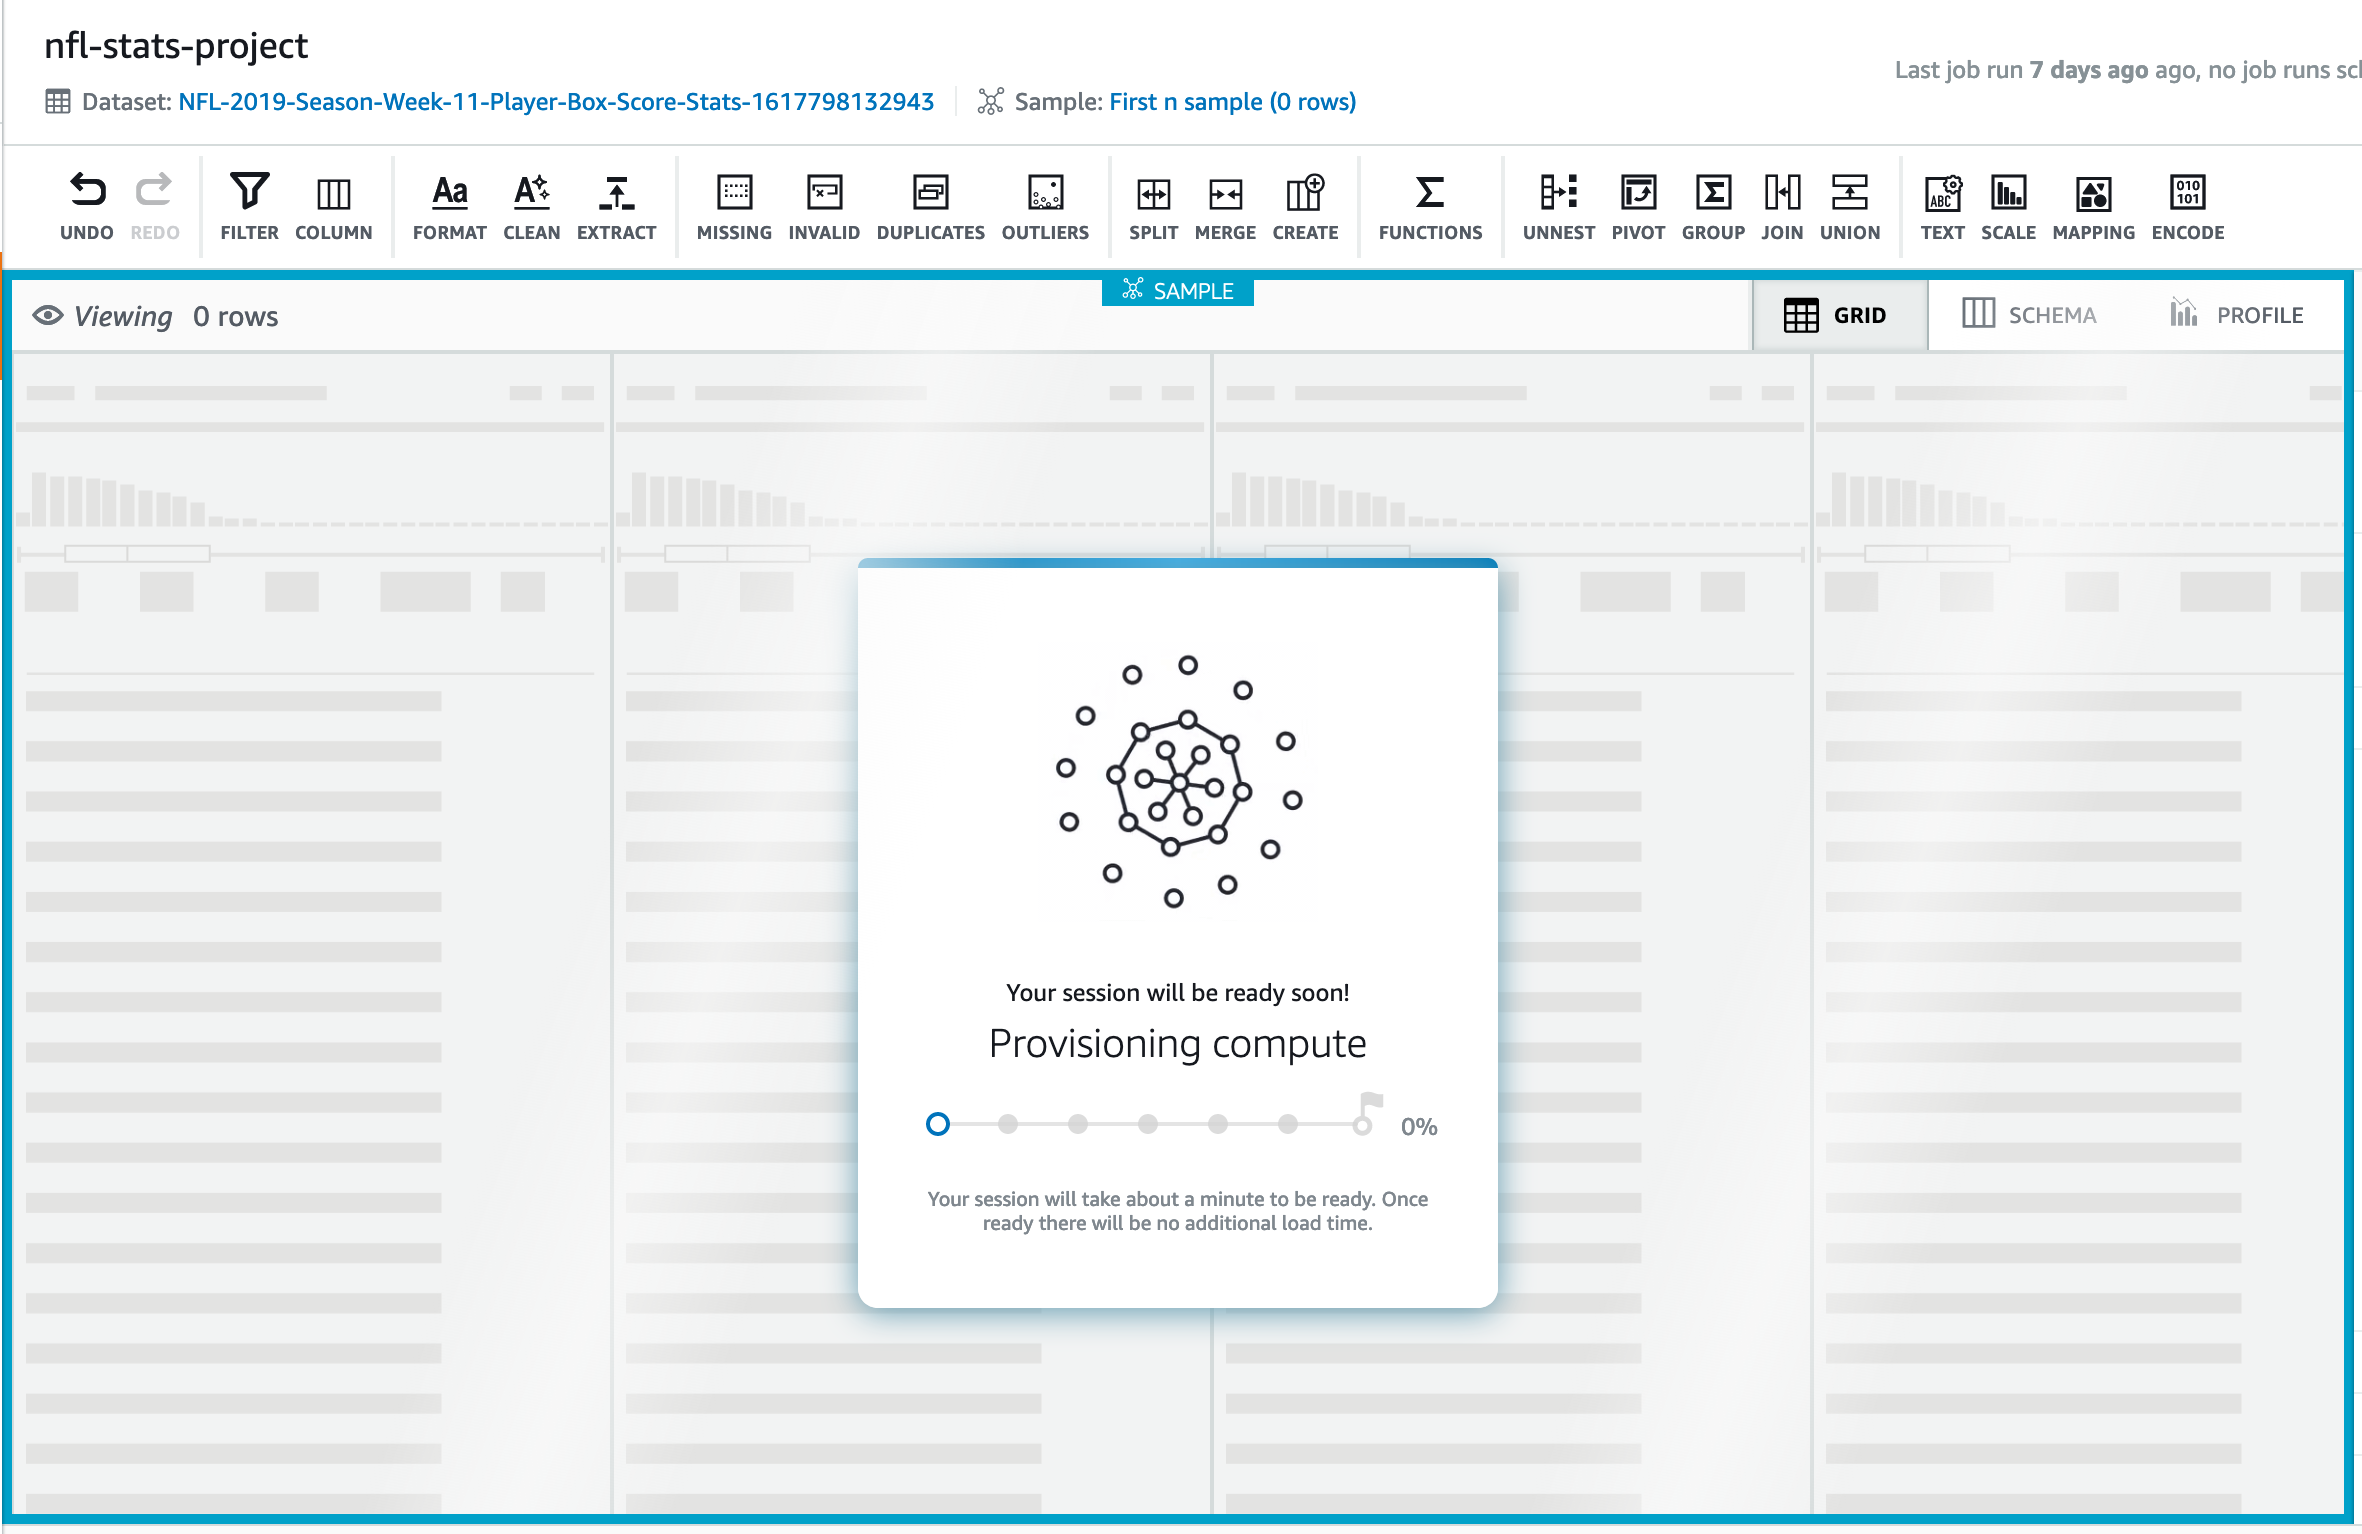 nfl-stats-project
Last job run 7 days ago ago, no job runs
Dataset: NFL-2019-Season-Week-11-Player-Box-Score-Stats-1617798132943 Sample: First n sample (0 rows)
UNDO REDO FILTER COLUMN FORMAT CLEAN EXTRACT MISSING INVALID DUPLICATES OUTLIERS SPLIT MERGE CREATE FUNCTIONS UNNEST PIVOT GROUP JOIN UNION TEXT SCALE MAPPING ENCODE
SAMPLE
Viewing 0 rows
GRID SCHEMA PROFILE
Your session will be ready soon!
Provisioning compute
0%
Your session will take about a minute to be ready. Once
ready there will be no additional load time.